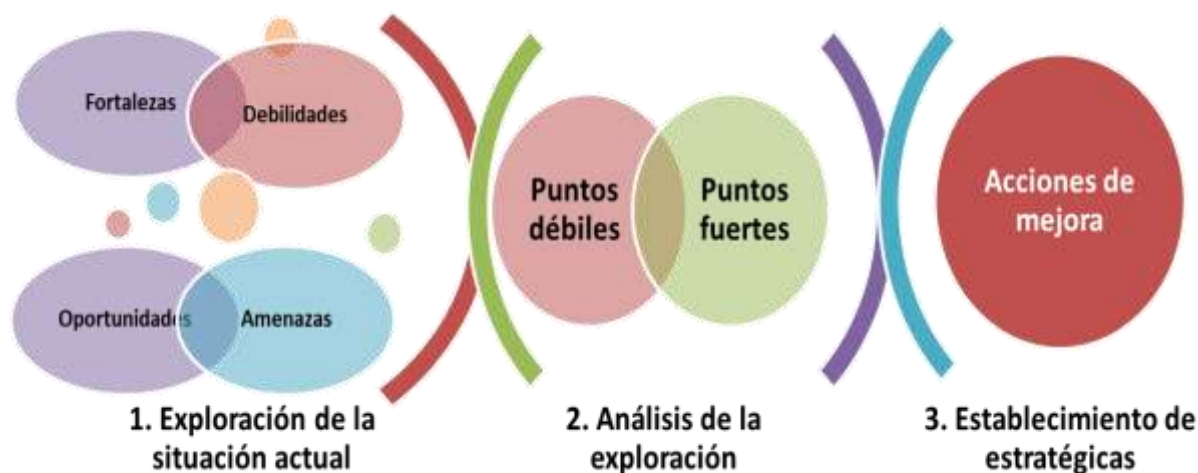 Fortalezas
Debilidades
Oportunidades
Amenazas
Puntos
débiles
Puntos
fuertes
Acciones de
mejora
1. Exploración de la
situación actual
2. Análisis de la
exploración
3. Establecimiento de
estratégicas